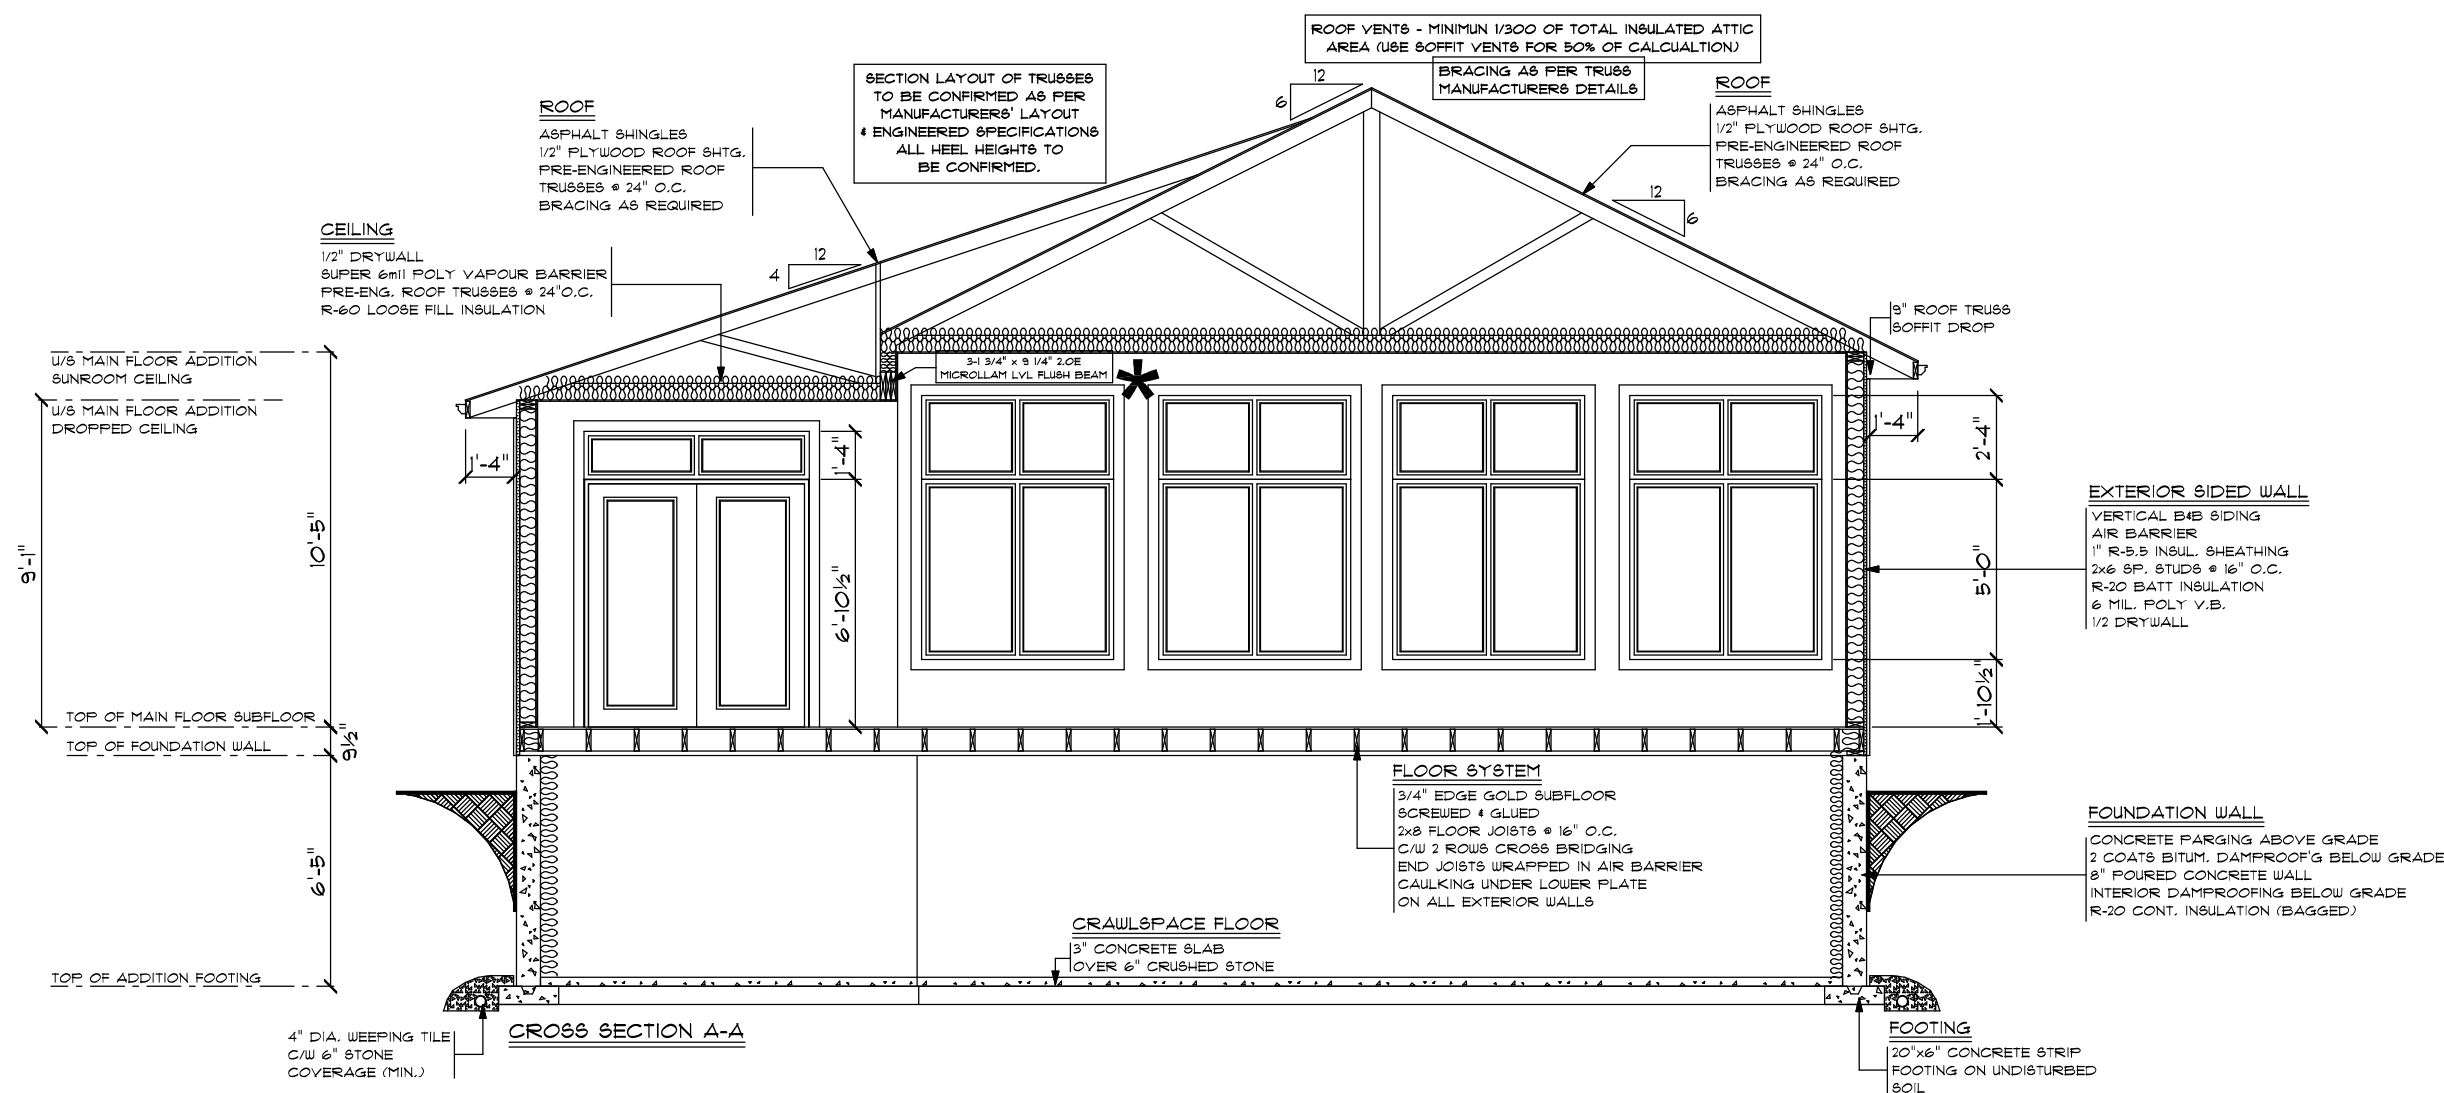 ROOF VENTS - MINIMUN 1/300 OF TOTAL INSULATED ATTIC
AREA (USE SOFFIT VENTS FOR 50% OF CALCUALTION)
BRACING AS PER TRUSS
MANUFACTURERS DETAILS
SECTION LAYOUT OF TRUSSES
TO BE CONFIRMED AS PER
MANUFACTURERS' LAYOUT
& ENGINEERED SPECIFICATIONS
ALL HEEL HEIGHTS TO
BE CONFIRMED.
ROOF
ASPHALT SHINGLES
1/2" PLYWOOD ROOF SHTG.
PRE-ENGINEERED ROOF
TRUSSES @ 24" O.C.
BRACING AS REQUIRED
12
6
ROOF
ASPHALT SHINGLES
1/2" PLYWOOD ROOF SHTG.
PRE-ENGINEERED ROOF
TRUSSES @ 24" O.C.
BRACING AS REQUIRED
12
6
CEILING
1/2" DRYWALL
SUPER 6mil POLY VAPOUR BARRIER
PRE-ENG. ROOF TRUSSES @ 24"O.C.
R-60 LOOSE FILL INSULATION
12
4
9" ROOF TRUSS
SOFFIT DROP
U/S MAIN FLOOR ADDITION
SUNROOM CEILING
U/S MAIN FLOOR ADDITION
DROPPED CEILING
3-1 3/4" x 9 1/4" 2.0E
MICROLLAM LVL FLUSH BEAM
*
1'-4"
1'-4"
1'-4"
2'-4"
9'-1"
10'-5"
6'-10½"
5'-0"
1'-10½"
EXTERIOR SIDED WALL
VERTICAL B&B SIDING
AIR BARRIER
1" R-5.5 INSUL. SHEATHING
2x6 SP. STUDS @ 16" O.C.
R-20 BATT INSULATION
6 MIL. POLY V.B.
1/2 DRYWALL
TOP OF MAIN FLOOR SUBFLOOR
TOP OF FOUNDATION WALL
9½"
6'-5"
FLOOR SYSTEM
3/4" EDGE GOLD SUBFLOOR
SCREWED & GLUED
2x8 FLOOR JOISTS @ 16" O.C.
C/W 2 ROWS CROSS BRIDGING
END JOISTS WRAPPED IN AIR BARRIER
CAULKING UNDER LOWER PLATE
ON ALL EXTERIOR WALLS
FOUNDATION WALL
CONCRETE PARGING ABOVE GRADE
2 COATS BITUM. DAMPROOF'G BELOW GRADE
8" POURED CONCRETE WALL
INTERIOR DAMPROOFING BELOW GRADE
R-20 CONT. INSULATION (BAGGED)
CRAWLSPACE FLOOR
3" CONCRETE SLAB
OVER 6" CRUSHED STONE
TOP OF ADDITION FOOTING
4" DIA. WEEPING TILE
C/W 6" STONE
COVERAGE (MIN.)
CROSS SECTION A-A
FOOTING
20"x6" CONCRETE STRIP
FOOTING ON UNDISTURBED
SOIL